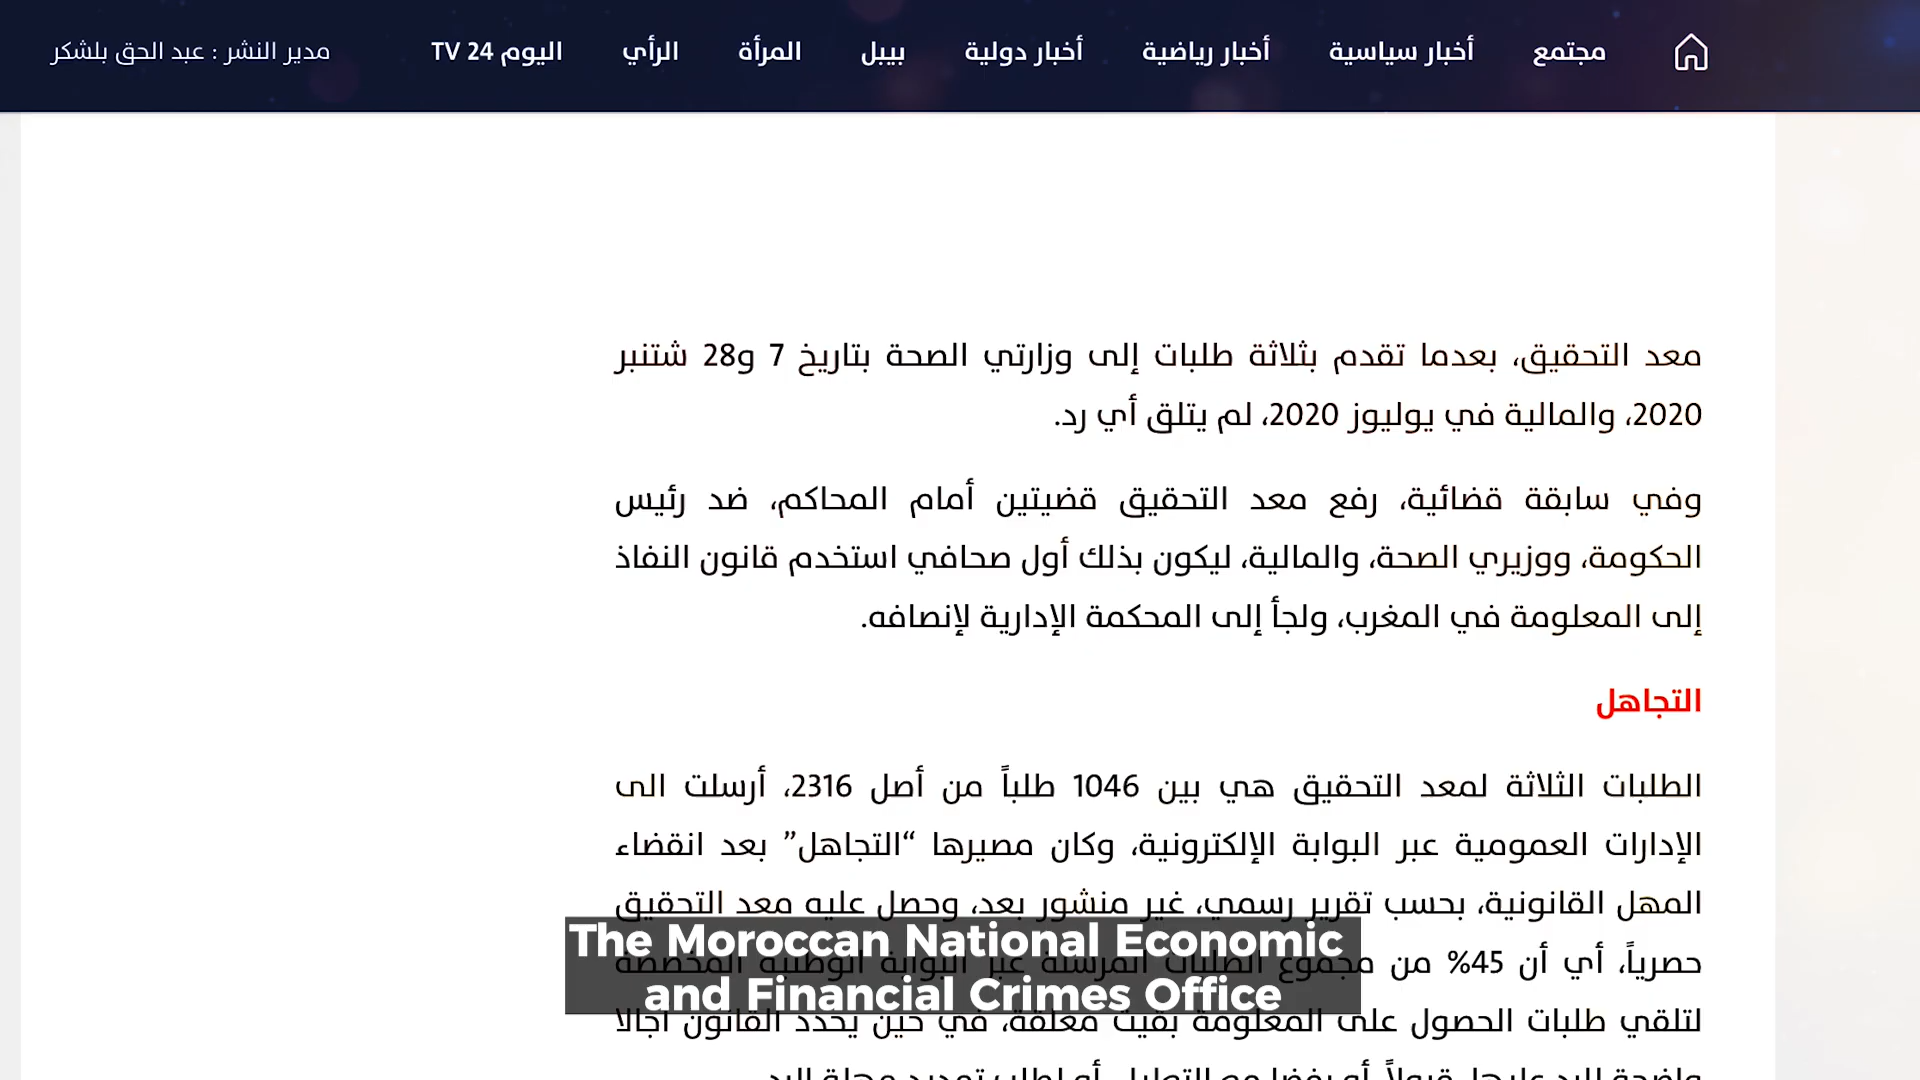 مجتمع أخبار سياسية أخبار رياضية أخبار دولية بيبل المرأة الرأي اليوم 24 TV مدير النشر : عبد الحق بلشكر
معد التحقيق، بعدما تقدم بثلاثة طلبات إلى وزارتي الصحة بتاريخ 7 و28 شتنبر
2020، والمالية في يوليوز 2020، لم يتلق أي رد.
وفي سابقة قضائية، رفع معد التحقيق قضيتين أمام المحاكم، ضد رئيس
الحكومة، ووزيري الصحة، والمالية، ليكون بذلك أول صحافي استخدم قانون النفاذ
إلى المعلومة في المغرب، ولجأ إلى المحكمة الإدارية لإنصافه.
التجاهل
الطلبات الثلاثة لمعد التحقيق هي بين 1046 طلباً من أصل 2316، أرسلت الى
الإدارات العمومية عبر البوابة الإلكترونية، وكان مصيرها “التجاهل” بعد انقضاء
المهل القانونية، بحسب تقرير رسمي، غير منشور بعد، وحصل عليه معد التحقيق
حصرياً، أي أن 45% من مجموع الطلبات المرسلة عبر البوابة الوطنية المخصصة
لتلقي طلبات الحصول على المعلومة بقيت معلقة، في حين يحدد القانون آجالا
The Moroccan National Economic
and Financial Crimes Office